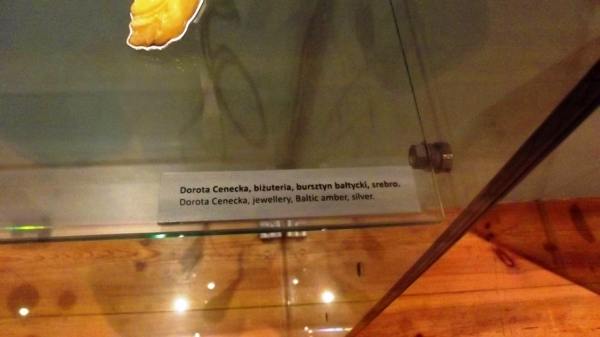 Dorota Cenecka, biżuteria, bursztyn bałtycki, srebro.
Dorota Cenecka, jewellery, Baltic amber, silver.